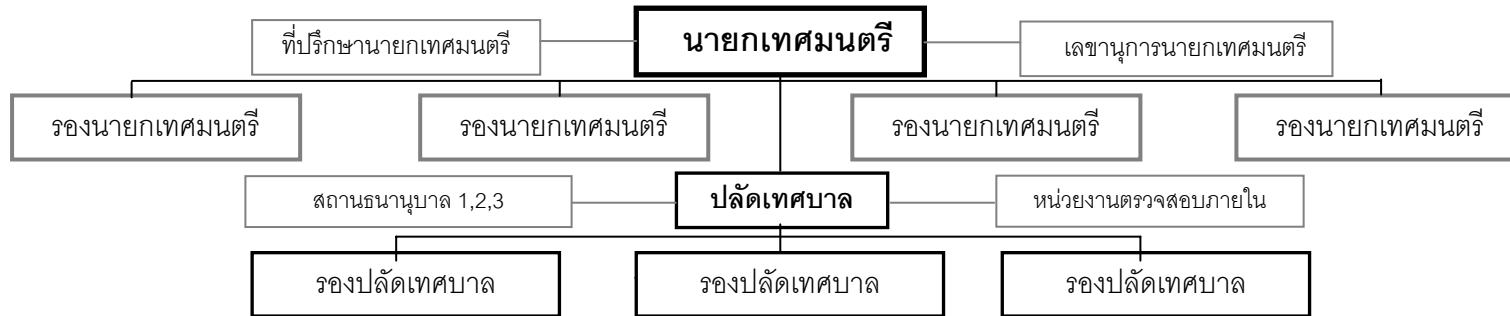 ที่ปรึกษานายกเทศมนตรี
นายกเทศมนตรี
เลขานุการนายกเทศมนตรี
รองนายกเทศมนตรี
รองนายกเทศมนตรี
รองนายกเทศมนตรี
รองนายกเทศมนตรี
สถานธนานุบาล 1,2,3
ปลัดเทศบาล
หน่วยงานตรวจสอบภายใน
รองปลัดเทศบาล
รองปลัดเทศบาล
รองปลัดเทศบาล